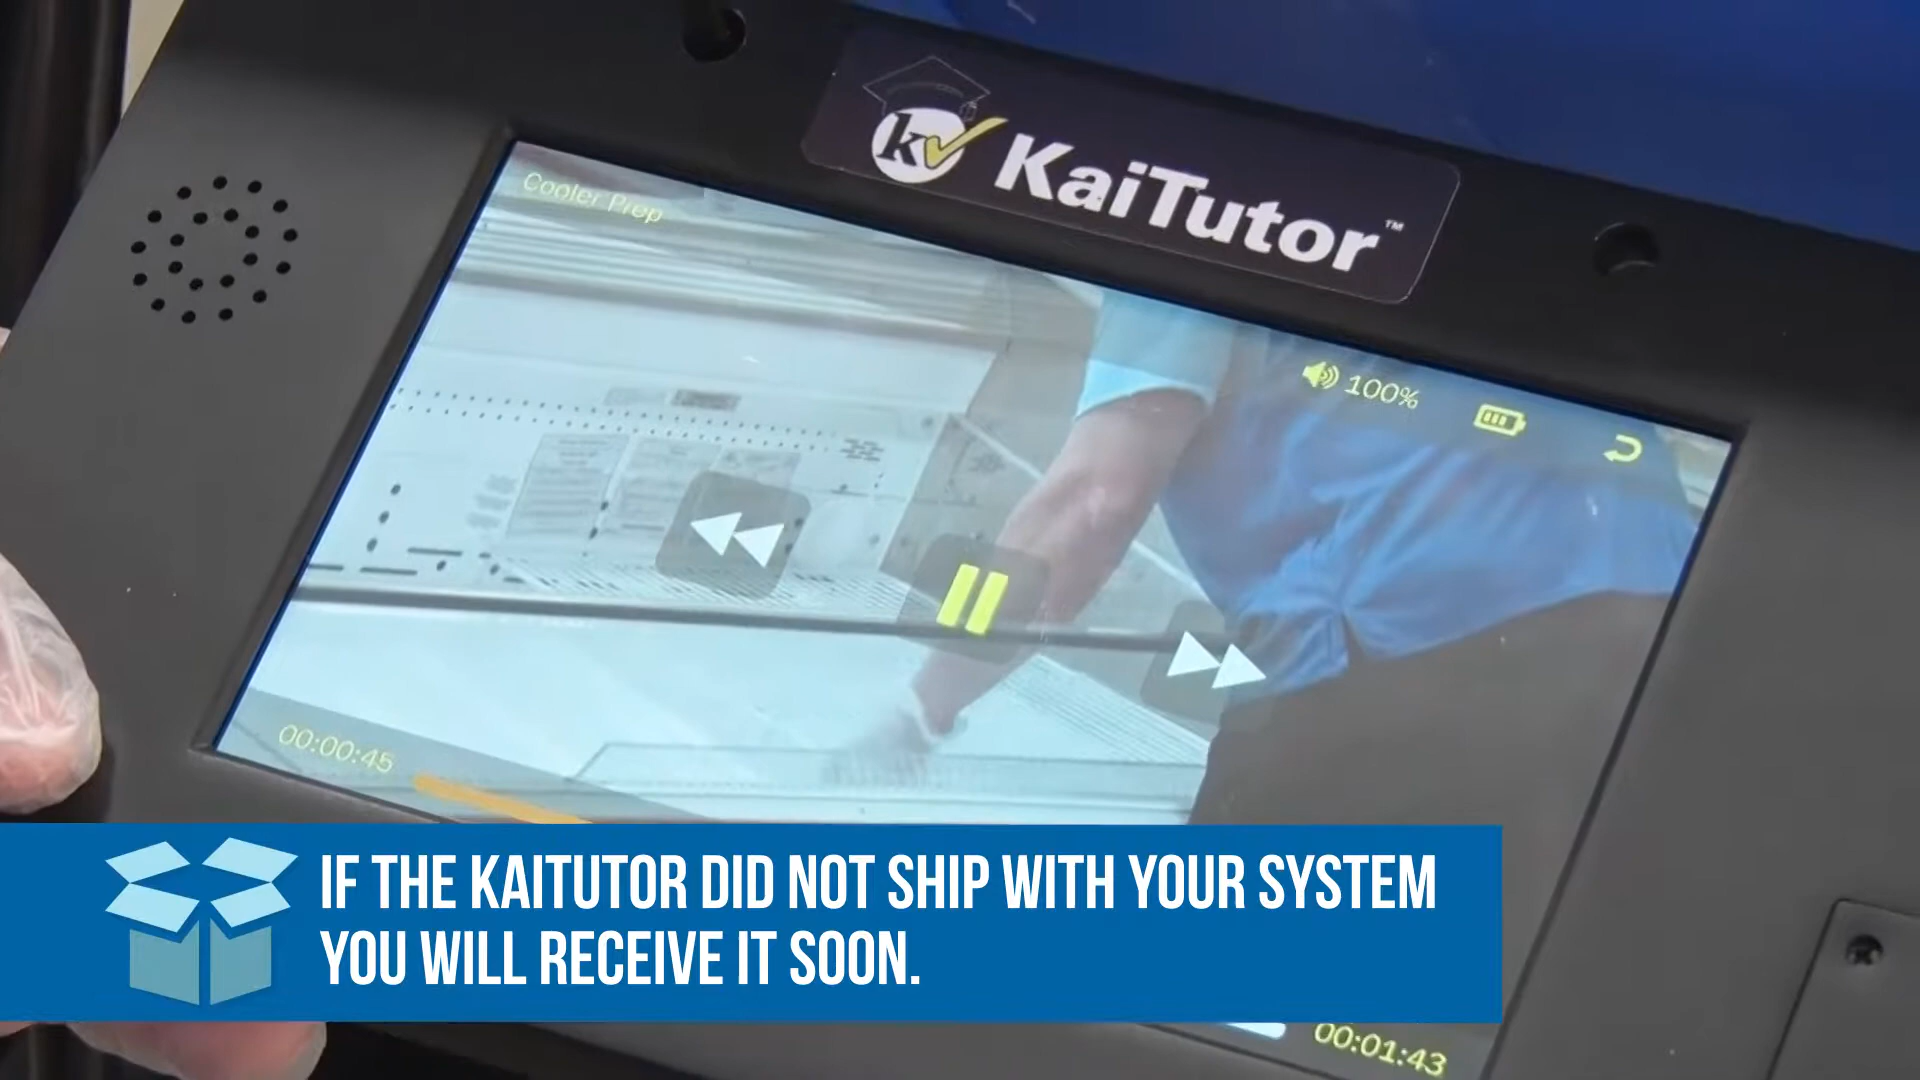 k KaiTutor™
Cooler Prep
100%
00:00:45
IF THE KAITUTOR DID NOT SHIP WITH YOUR SYSTEM
YOU WILL RECEIVE IT SOON.
00:01:43